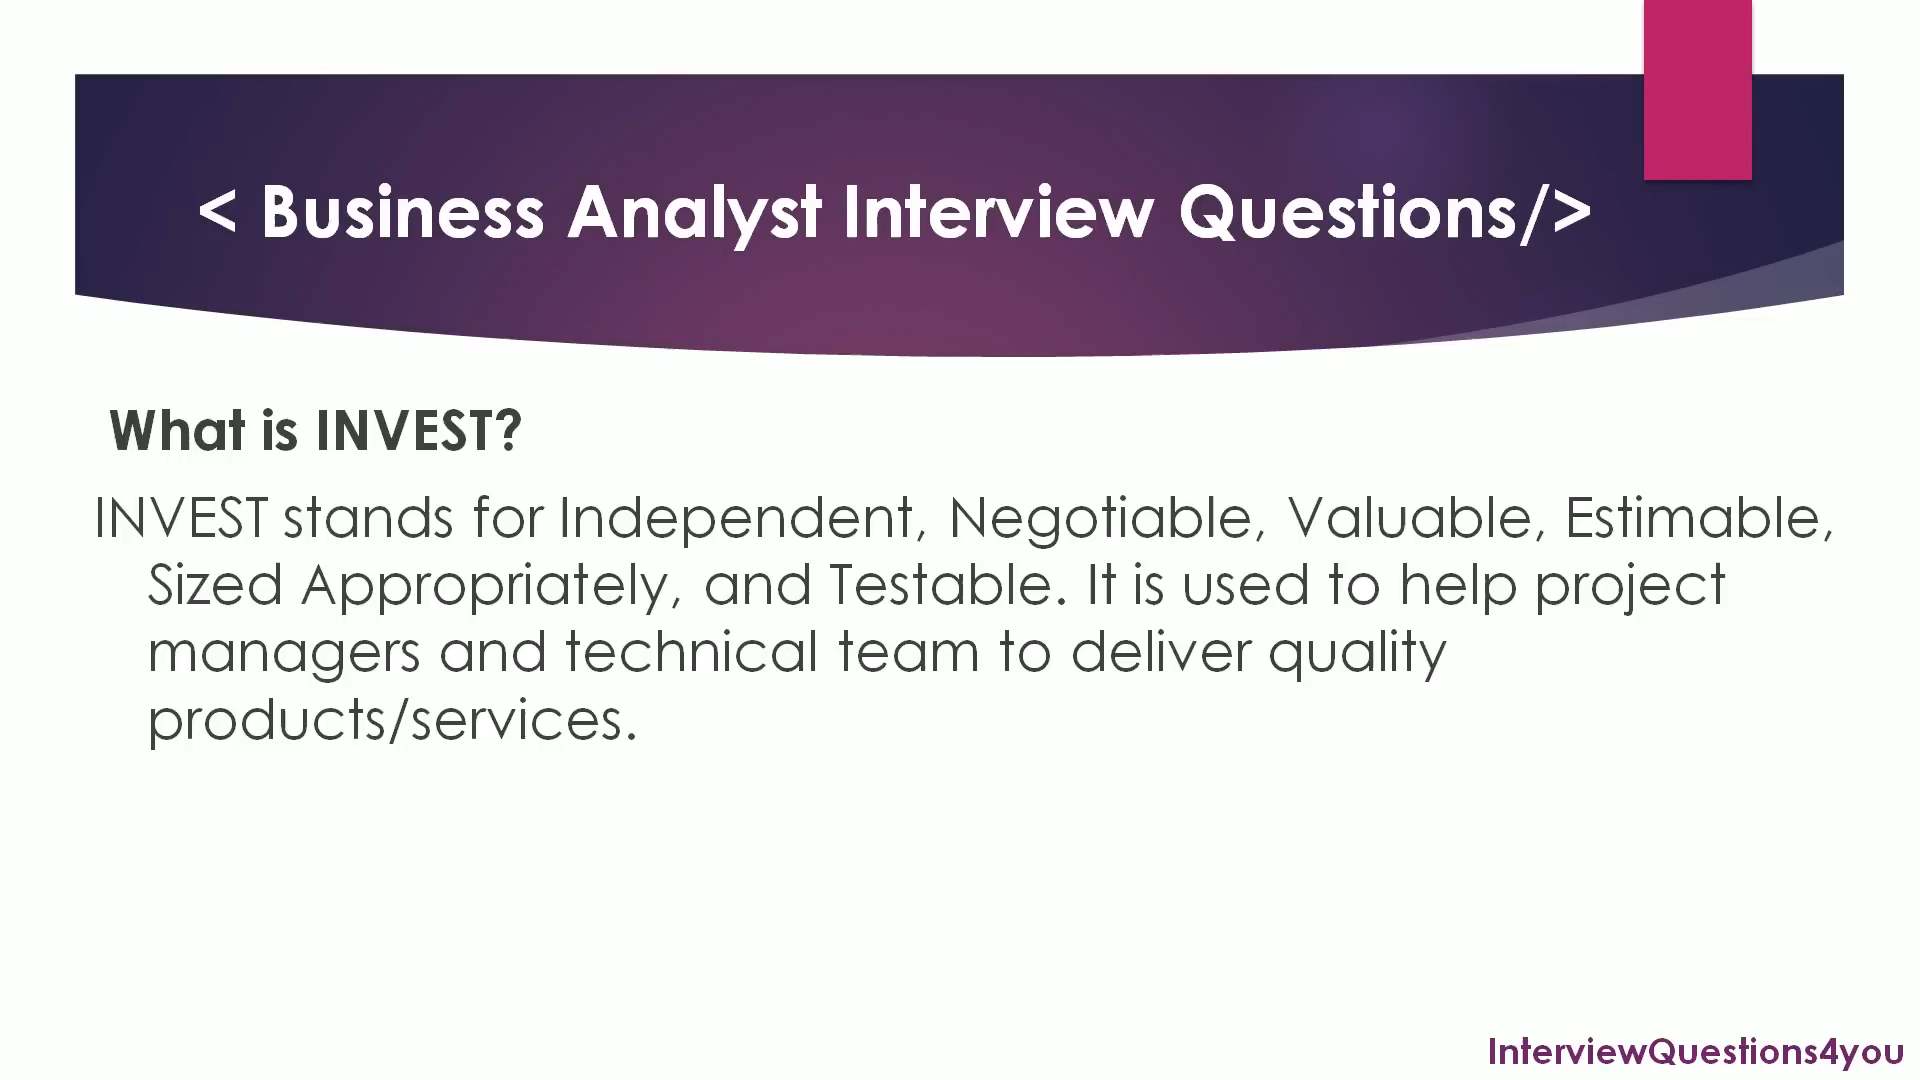 < Business Analyst Interview Questions/>
What is INVEST?
INVEST stands for Independent, Negotiable, Valuable, Estimable,
Sized Appropriately, and Testable. It is used to help project
managers and technical team to deliver quality
products/services.
InterviewQuestions4you